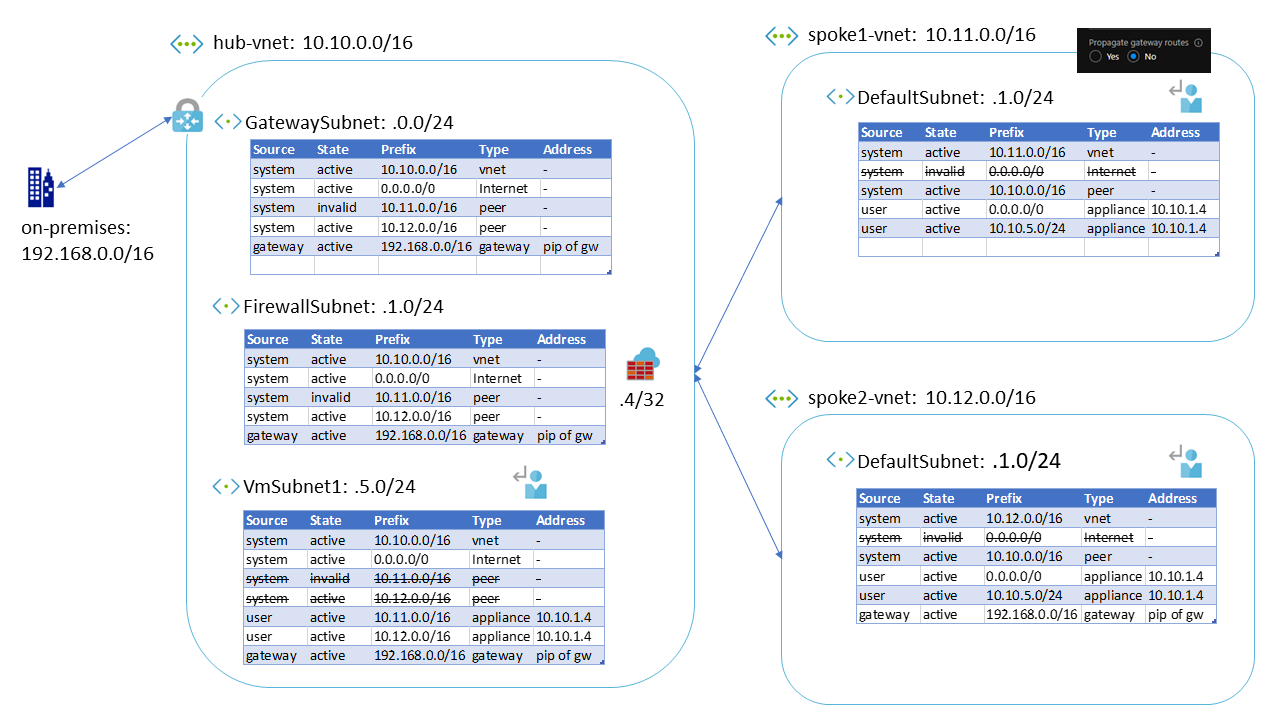 hub-vnet: 10.10.0.0/16
GatewaySubnet: .0.0/24
Source State Prefix Type Address
system active 10.10.0.0/16 vnet -
system active 0.0.0.0/0 Internet -
system invalid 10.11.0.0/16 peer -
system active 10.12.0.0/16 peer -
gateway active 192.168.0.0/16 gateway pip of gw
on-premises:
192.168.0.0/16
FirewallSubnet: .1.0/24
Source State Prefix Type Address
system active 10.10.0.0/16 vnet -
system active 0.0.0.0/0 Internet -
system invalid 10.11.0.0/16 peer -
system active 10.12.0.0/16 peer -
gateway active 192.168.0.0/16 gateway pip of gw
.4/32
VmSubnet1: .5.0/24
Source State Prefix Type Address
system active 10.10.0.0/16 vnet -
system active 0.0.0.0/0 Internet -
system invalid 10.11.0.0/16 peer -
system active 10.12.0.0/16 peer -
user active 10.11.0.0/16 appliance 10.10.1.4
user active 10.12.0.0/16 appliance 10.10.1.4
gateway active 192.168.0.0/16 gateway pip of gw
spoke1-vnet: 10.11.0.0/16
Propagate gateway routes
Yes No
DefaultSubnet: .1.0/24
Source State Prefix Type Address
system active 10.11.0.0/16 vnet -
system invalid 0.0.0.0/0 Internet -
system active 10.10.0.0/16 peer -
user active 0.0.0.0/0 appliance 10.10.1.4
user active 10.10.5.0/24 appliance 10.10.1.4
spoke2-vnet: 10.12.0.0/16
DefaultSubnet: .1.0/24
Source State Prefix Type Address
system active 10.12.0.0/16 vnet -
system invalid 0.0.0.0/0 Internet -
system active 10.10.0.0/16 peer -
user active 0.0.0.0/0 appliance 10.10.1.4
user active 10.10.5.0/24 appliance 10.10.1.4
gateway active 192.168.0.0/16 gateway pip of gw